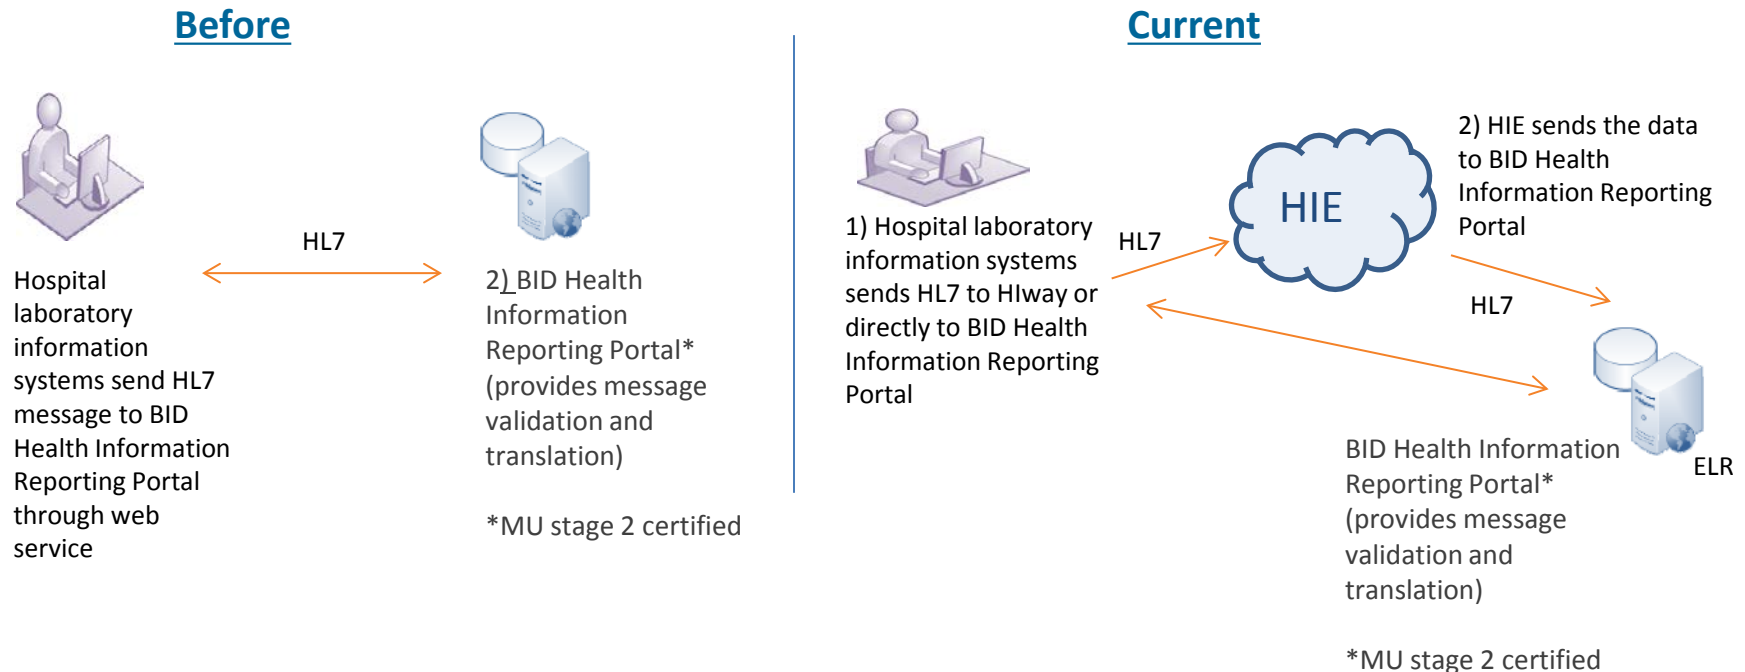 Before
HL7
Hospital
laboratory
information
systems send HL7
message to BID
Health Information
Reporting Portal
through web
service
2) BID Health
Information
Reporting Portal*
(provides message
validation and
translation)
*MU stage 2 certified
Current
1) Hospital laboratory
information systems
sends HL7 to HIway or
directly to BID Health
Information Reporting
Portal
HL7
HIE
2) HIE sends the data
to BID Health
Information Reporting
Portal
HL7
ELR
BID Health Information
Reporting Portal*
(provides message
validation and
translation)
*MU stage 2 certified